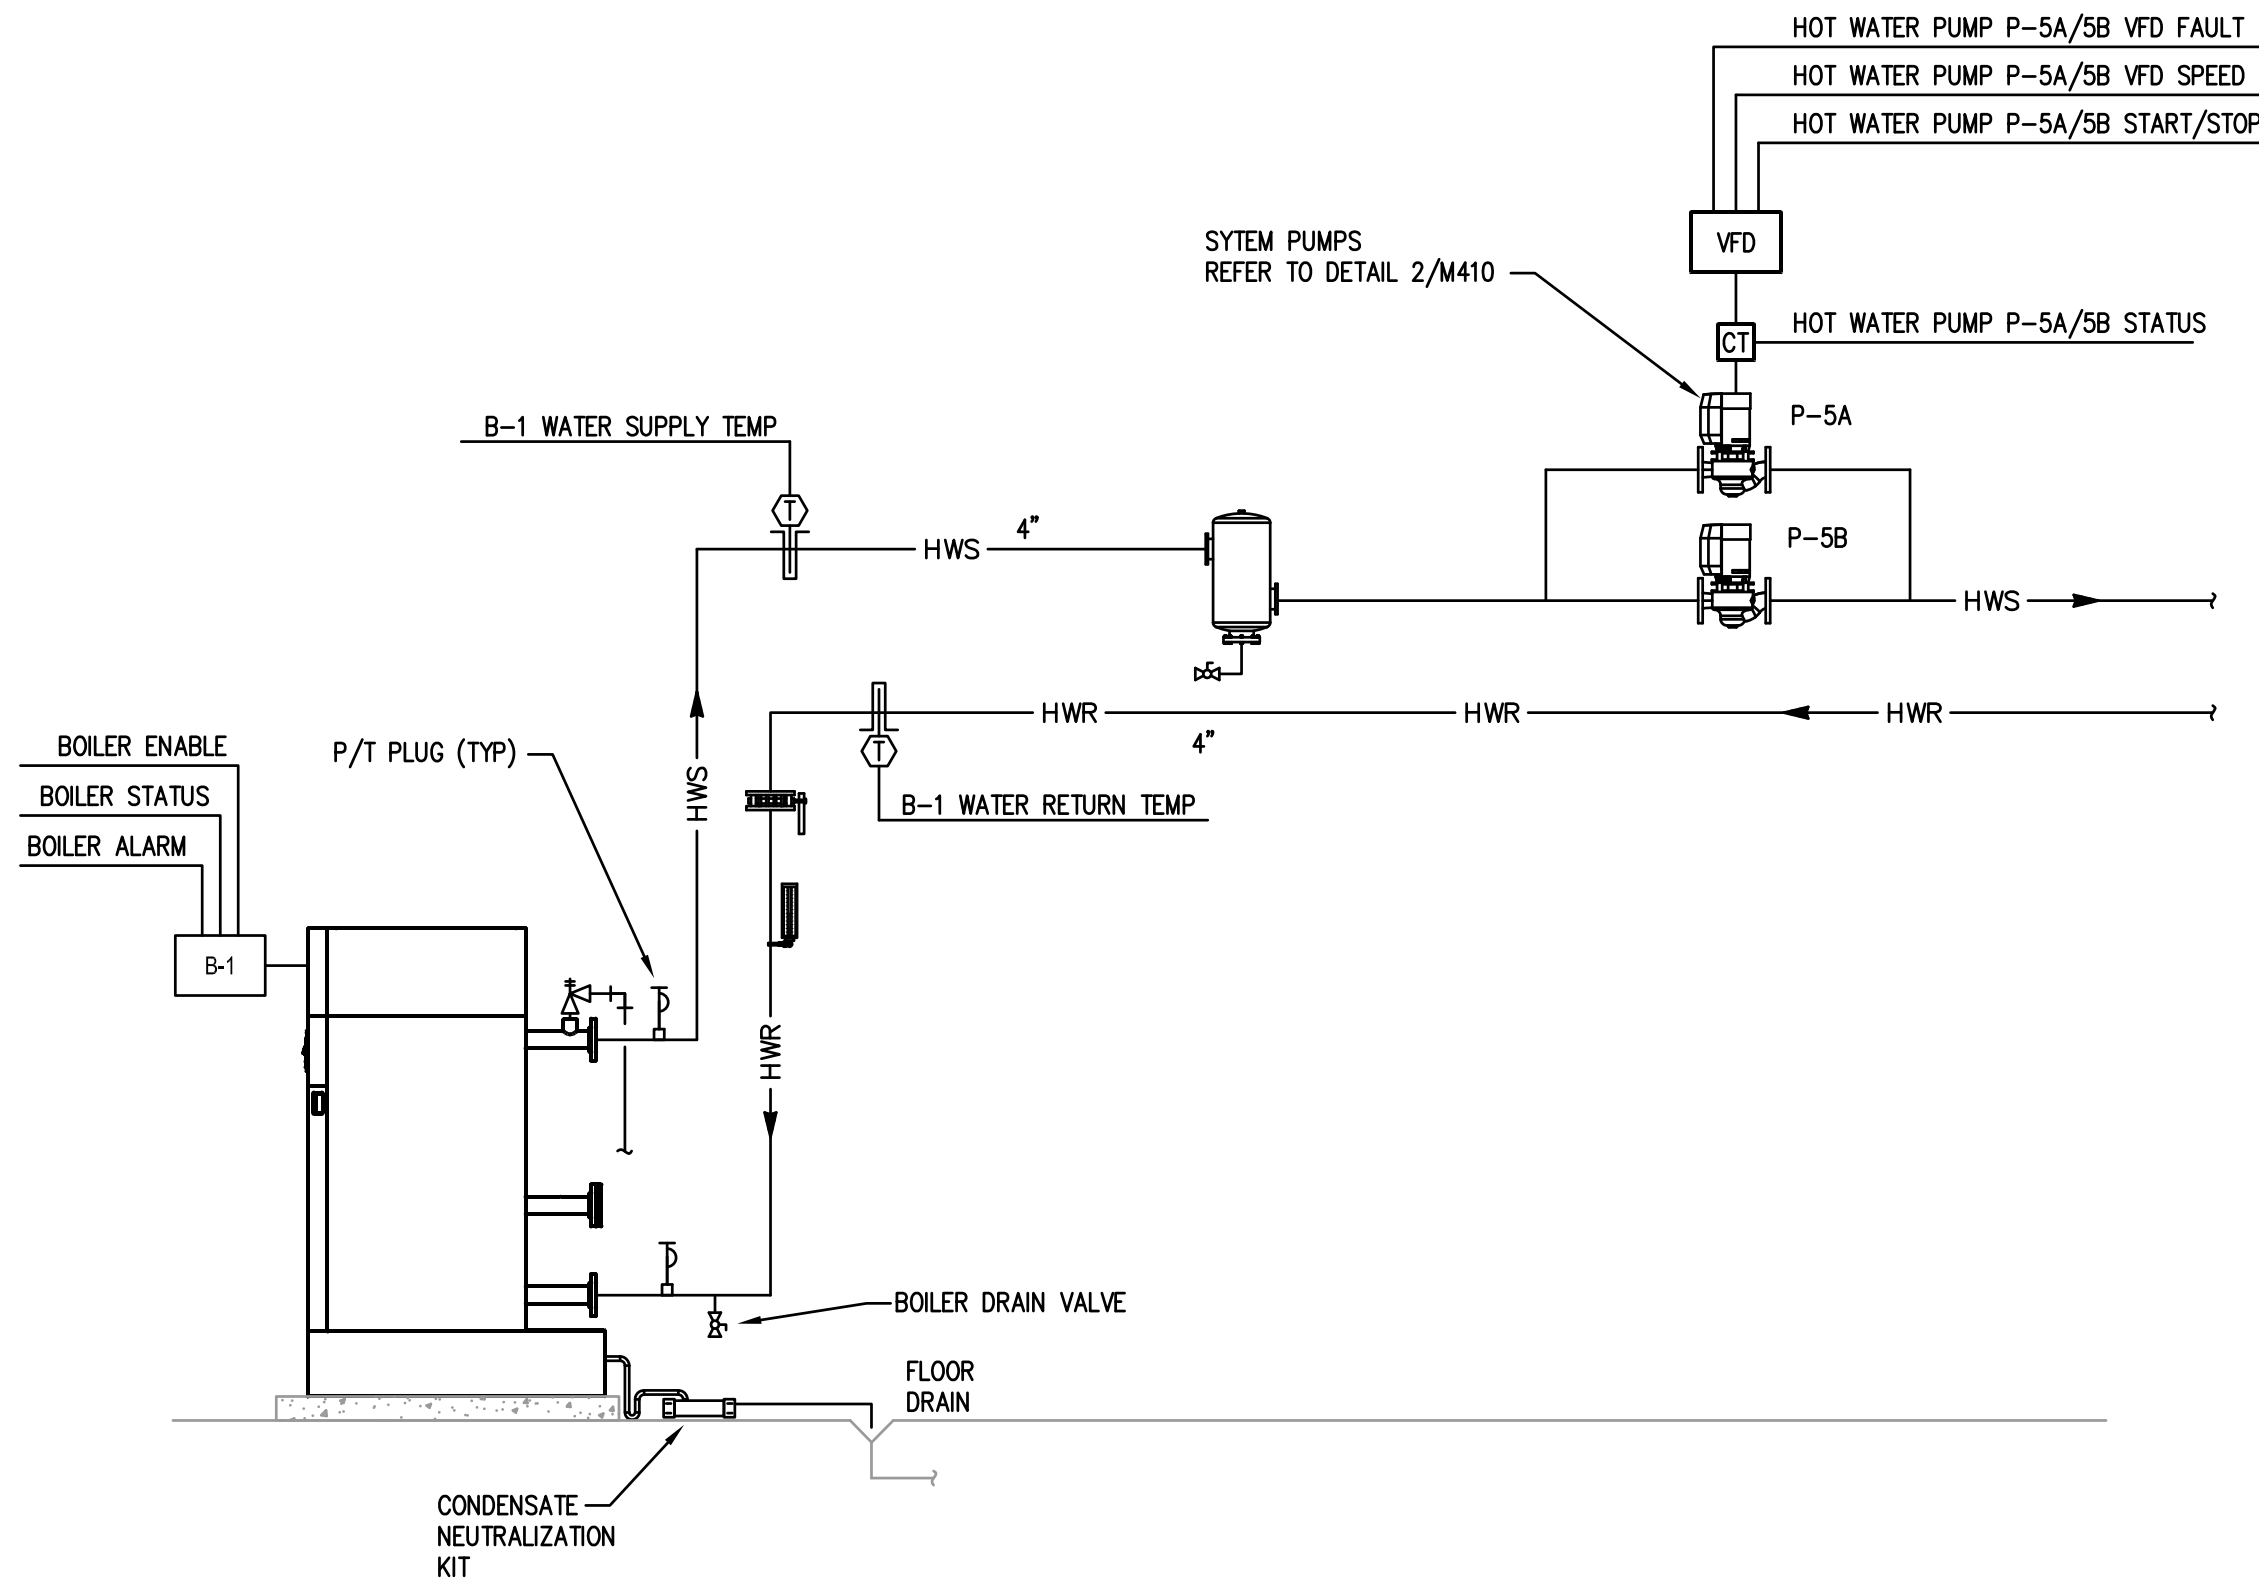 HOT WATER PUMP P-5A/5B VFD FAULT
HOT WATER PUMP P-5A/5B VFD SPEED
HOT WATER PUMP P-5A/5B START/STOP
VFD
SYTEM PUMPS
REFER TO DETAIL 2/M410
CT
HOT WATER PUMP P-5A/5B STATUS
P-5A
B-1 WATER SUPPLY TEMP
T
4"
HWS
P-5B
HWS
HWR
HWR
HWR
4"
T
B-1 WATER RETURN TEMP
BOILER ENABLE
BOILER STATUS
BOILER ALARM
P/T PLUG (TYP)
HWS
B-1
HWR
BOILER DRAIN VALVE
FLOOR
DRAIN
CONDENSATE
NEUTRALIZATION
KIT